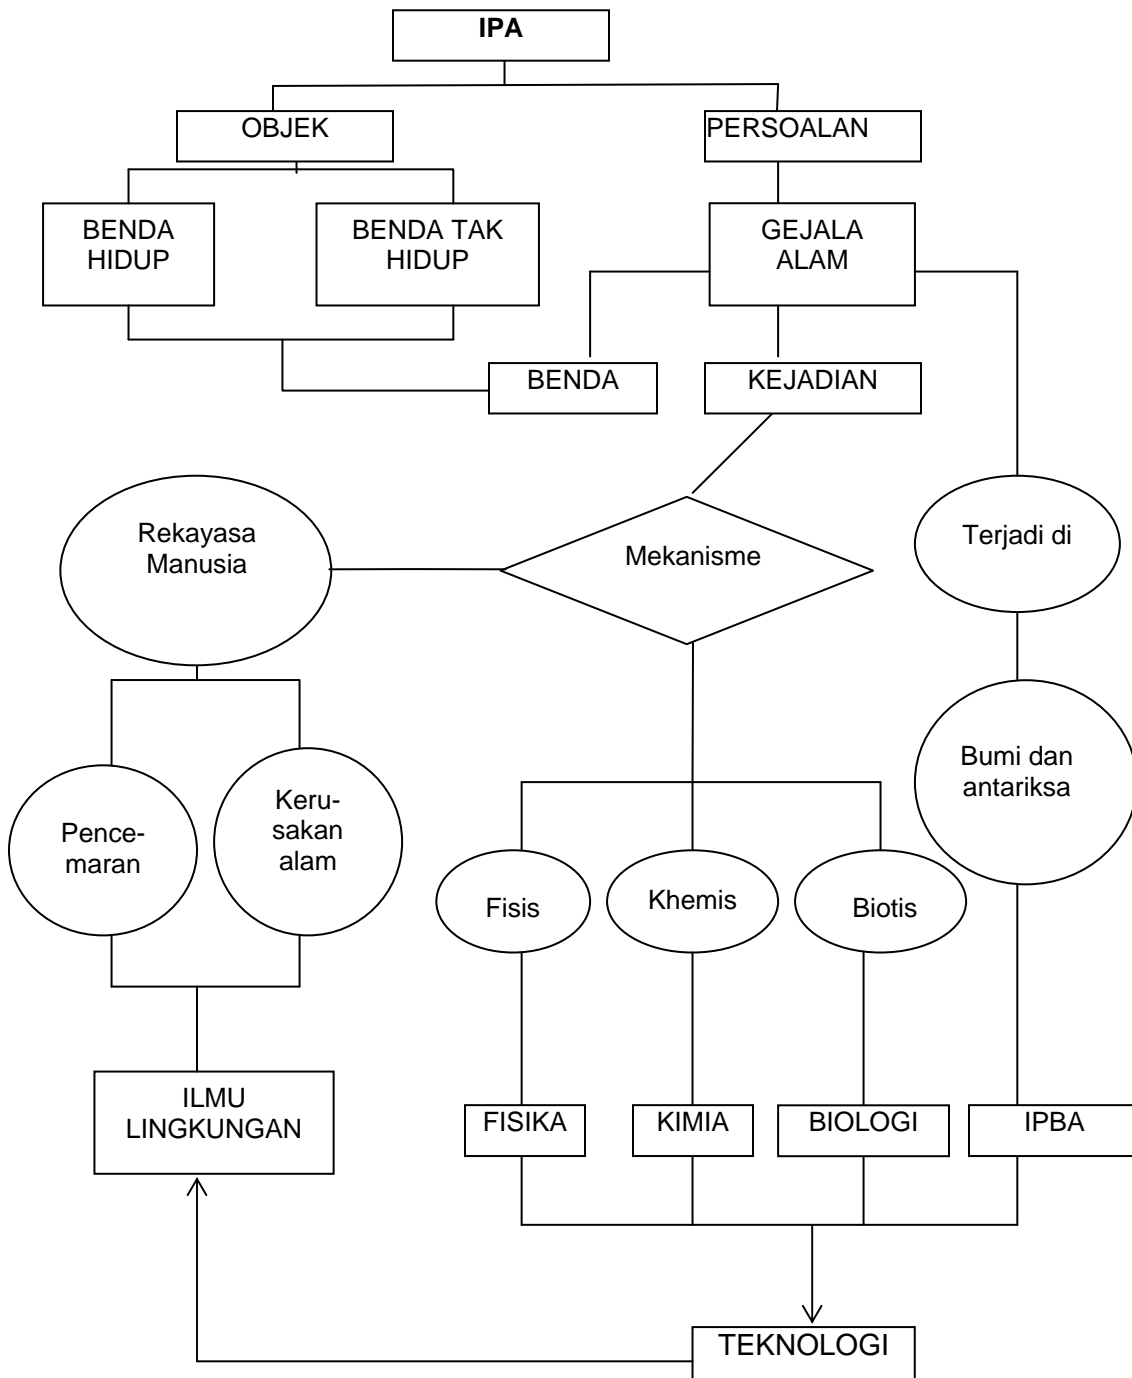 IPA
OBJEK
PERSOALAN
BENDA
HIDUP
BENDA TAK
HIDUP
GEJALA
ALAM
BENDA
KEJADIAN
Rekayasa
Manusia
Mekanisme
Terjadi di
Bumi dan
antariksa
Pence-
maran
Keru-
sakan
alam
Fisis
Khemis
Biotis
ILMU
LINGKUNGAN
FISIKA
KIMIA
BIOLOGI
IPBA
TEKNOLOGI